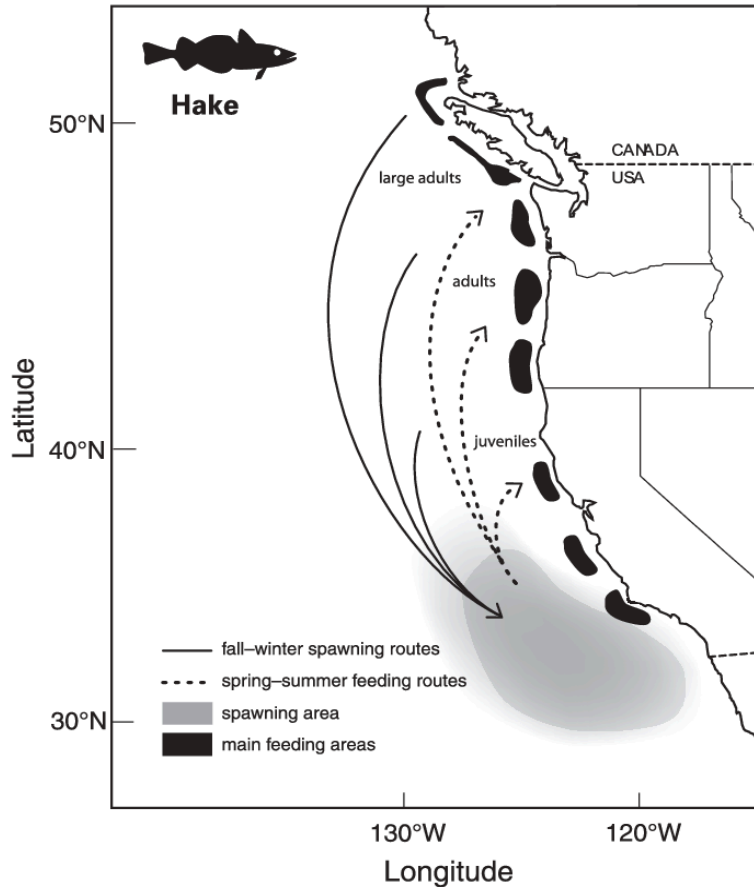 Hake
50°N
CANADA
USA
large adults
adults
Latitude
juveniles
40°N
fall–winter spawning routes
spring–summer feeding routes
spawning area
main feeding areas
30°N
130°W
120°W
Longitude